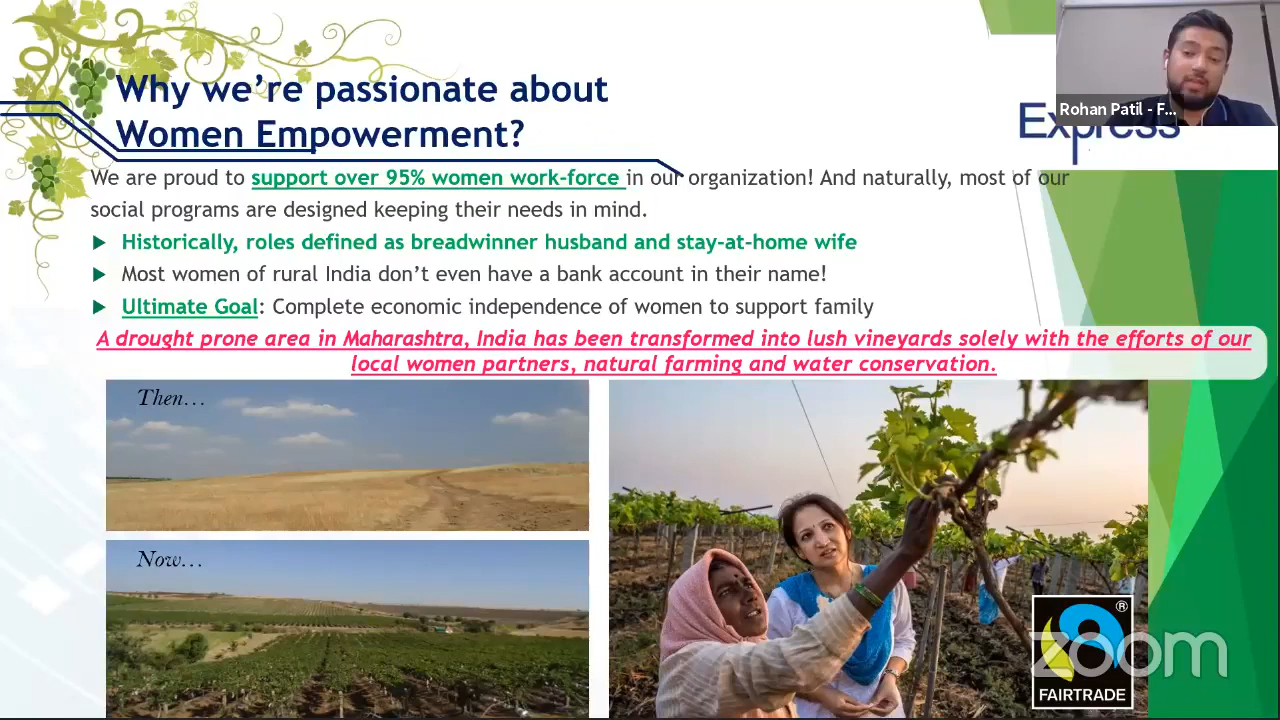 Why we're passionate about
Women Empowerment?
Rohan Patil - F...
Express
We are proud to support over 95% women work-force in our organization! And naturally, most of our
social programs are designed keeping their needs in mind.
Historically, roles defined as breadwinner husband and stay-at-home wife
Most women of rural India don't even have a bank account in their name!
Ultimate Goal: Complete economic independence of women to support family
A drought prone area in Maharashtra, India has been transformed into lush vineyards solely with the efforts of our
local women partners, natural farming and water conservation.
Then...
Now...
®
zoom
FAIRTRADE